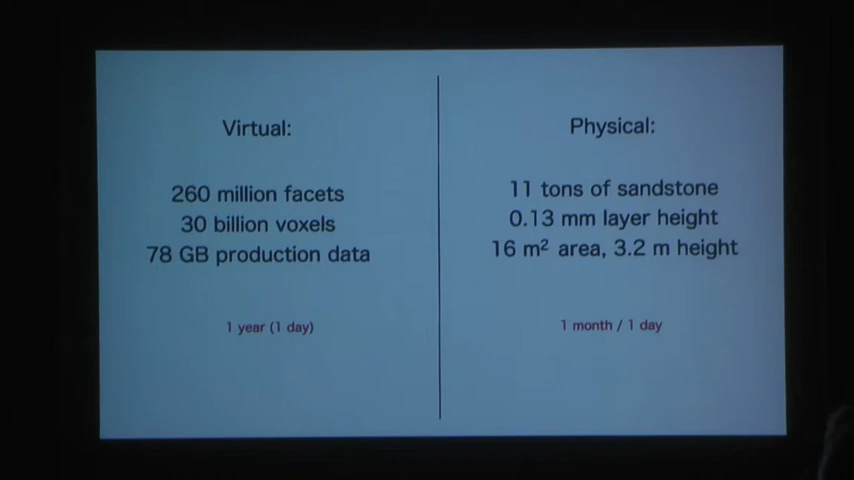 Virtual:
260 million facets
30 billion voxels
78 GB production data
1 year (1 day)
Physical:
11 tons of sandstone
0.13 mm layer height
16 m² area, 3.2 m height
1 month / 1 day